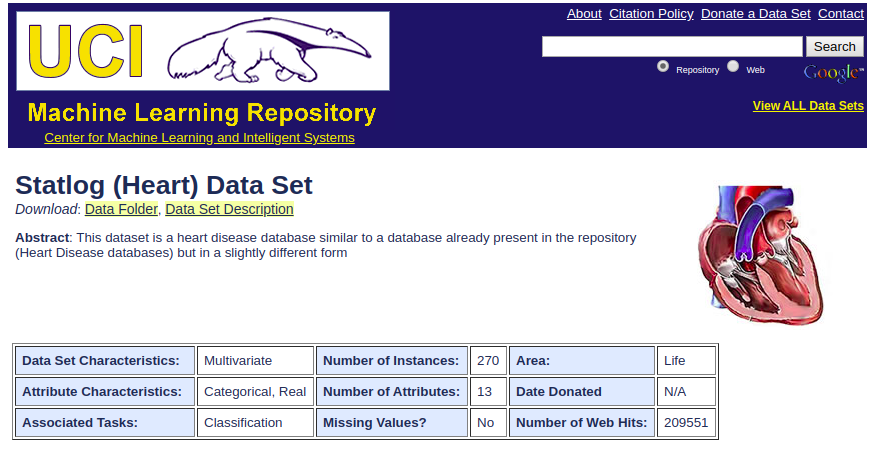 About Citation Policy Donate a Data Set Contact
UCI
Search
Repository Web Google™
Machine Learning Repository
View ALL Data Sets
Center for Machine Learning and Intelligent Systems
Statlog (Heart) Data Set
Download: Data Folder, Data Set Description
Abstract: This dataset is a heart disease database similar to a database already present in the repository
(Heart Disease databases) but in a slightly different form
Data Set Characteristics: Multivariate Number of Instances: 270 Area: Life
Attribute Characteristics: Categorical, Real Number of Attributes: 13 Date Donated N/A
Associated Tasks: Classification Missing Values? No Number of Web Hits: 209551